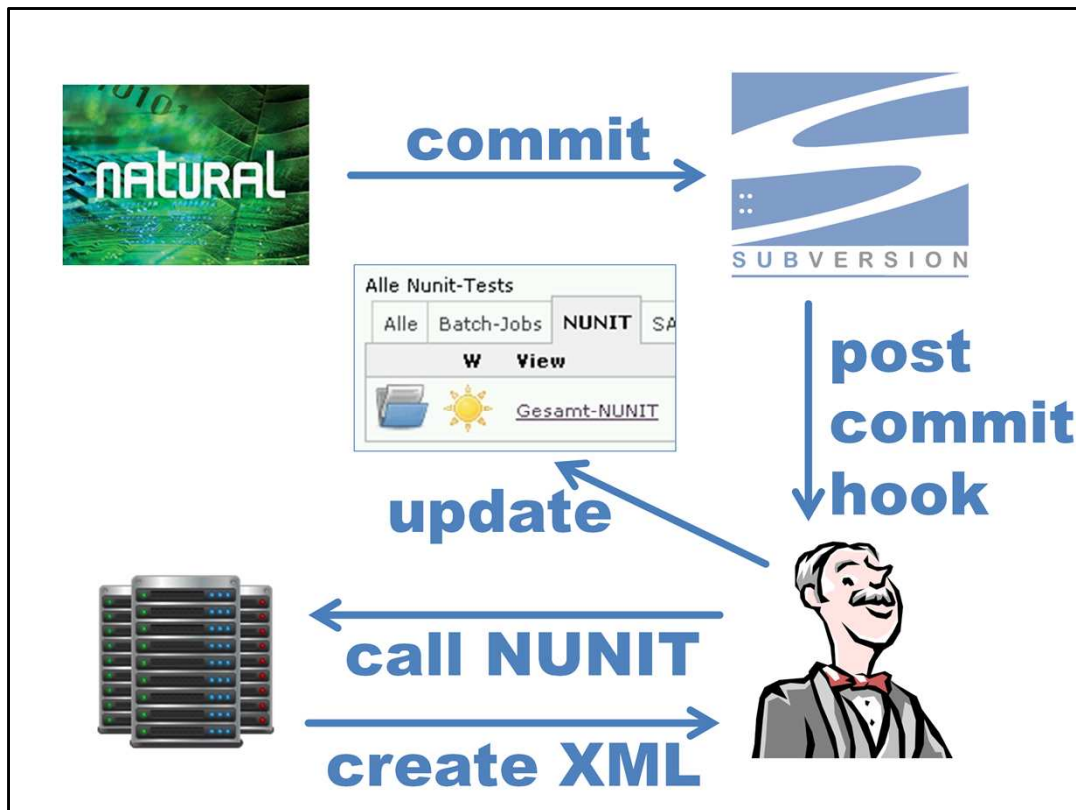 10101
NATURAL
commit
SUBVERSION
Alle Nunit-Tests
Alle Batch-Jobs NUNIT SA
W View
Gesamt-NUNIT
post
commit
hook
update
call NUNIT
create XML